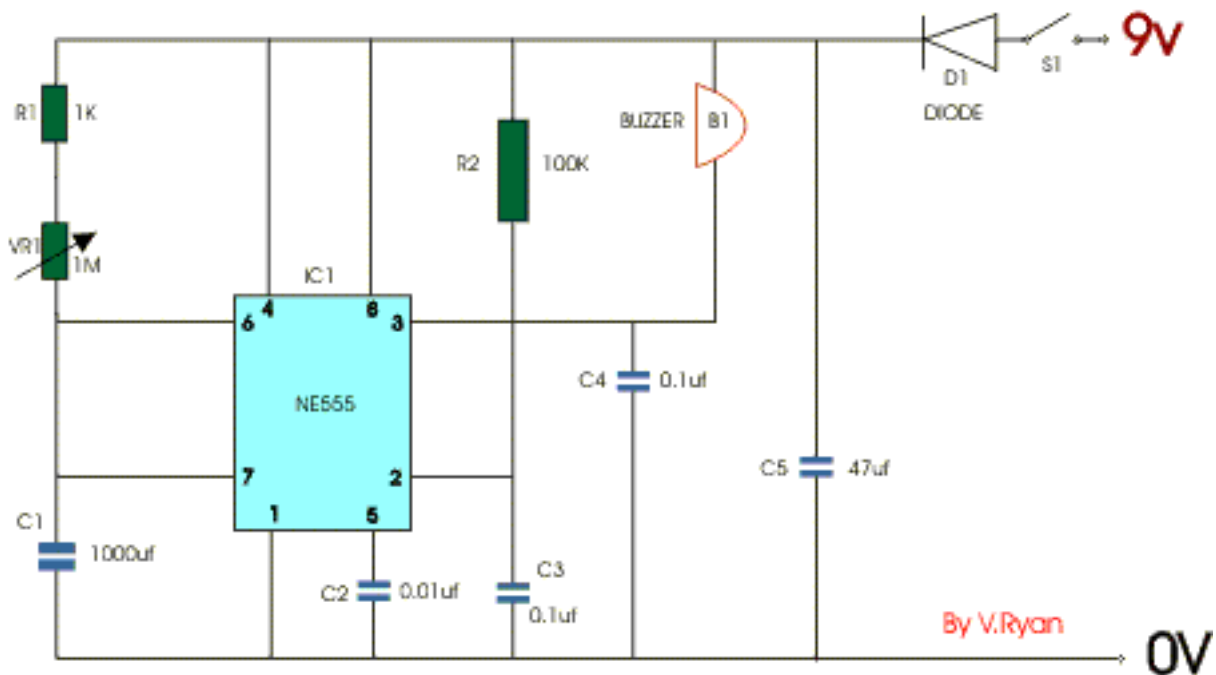 9v
D1
S1
DIODE
R1
1K
BUZZER
B1
R2
100K
VR1
1M
IC1
4
8
6
3
NE555
7
2
1
5
C4
0.1uf
C5
47uf
C1
1000uf
C2
0.01uf
C3
0.1uf
By V.Ryan
0V